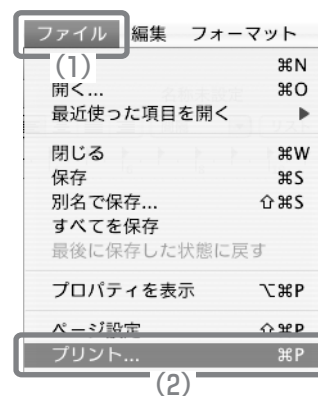 ファイル 編集 フォーマット
(1)
⌘N
開く... ⌘O
最近使った項目を開く ▶
閉じる ⌘W
保存 ⌘S
別名で保存... ⇧⌘S
すべてを保存
最後に保存した状態に戻す
プロパティを表示 ⌥⌘P
ページ設定 ⇧⌘P
プリント... ⌘P
(2)